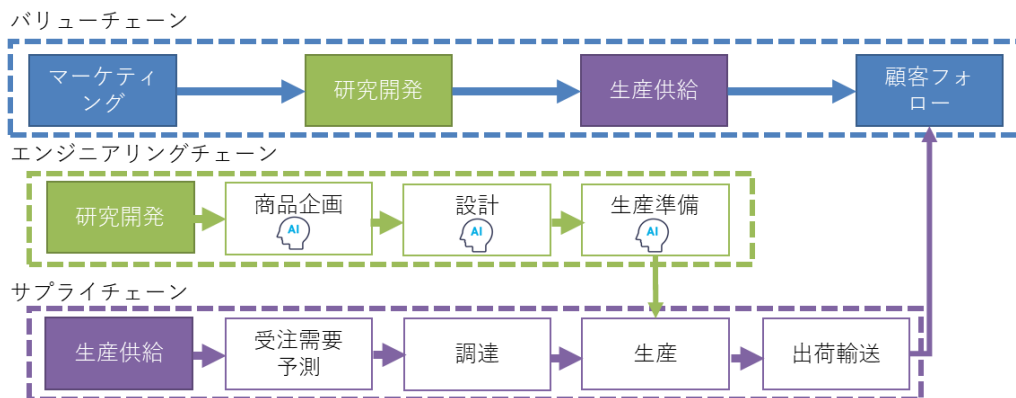 バリューチェーン
マーケティ
ング
研究開発
生産供給
顧客フォ
ロー
エンジニアリングチェーン
研究開発
商品企画
AI
設計
AI
生産準備
AI
サプライチェーン
生産供給
受注需要
予測
調達
生産
出荷輸送